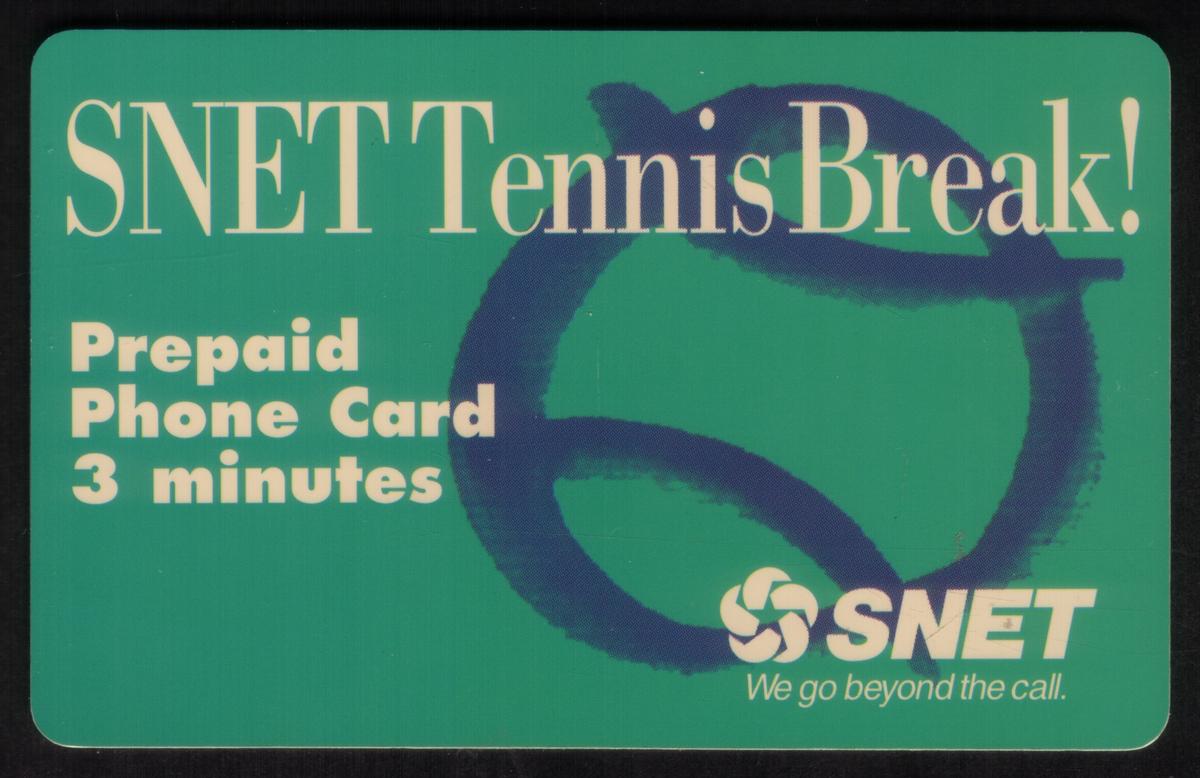 SNET Tennis Break!
Prepaid
Phone Card
3 minutes
SNET
We go beyond the call.